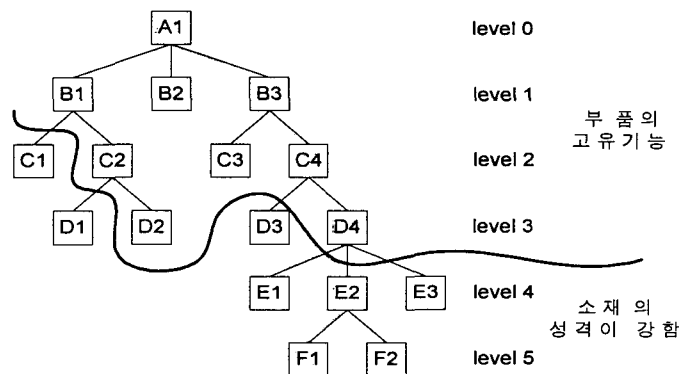 A1 level 0
B1 B2 B3 level 1
부 품 의
고 유 기 능
C1 C2 C3 C4 level 2
D1 D2 D3 D4 level 3
E1 E2 E3 level 4
소 재 의
성 격 이 강 함
F1 F2 level 5